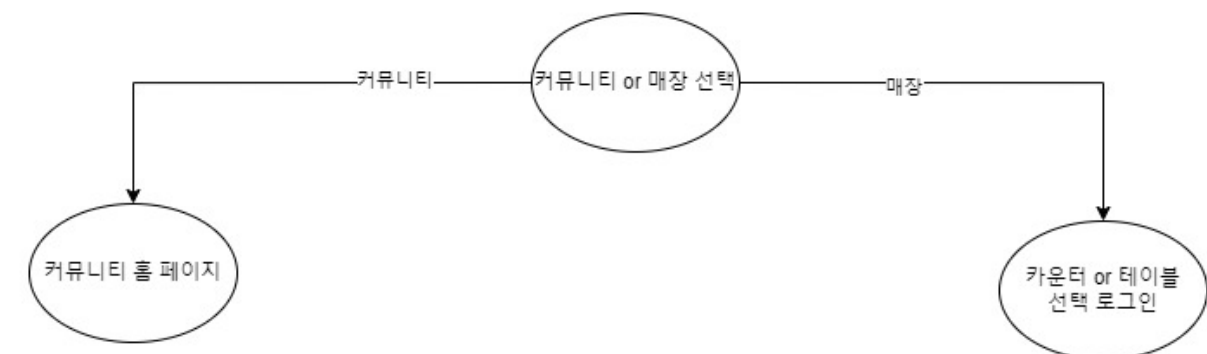 커뮤니티 or 매장 선택
커뮤니티
매장
커뮤니티 홈 페이지
카운터 or 테이블
선택 로그인